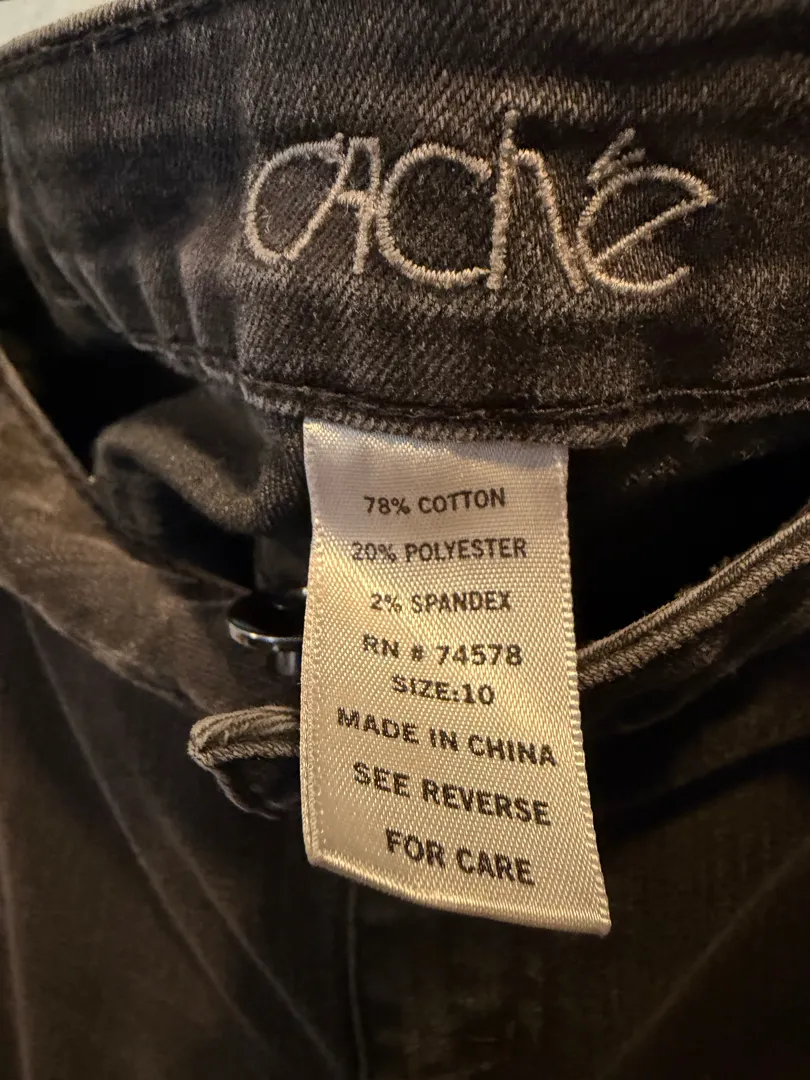 CAChé
78% COTTON
20% POLYESTER
2% SPANDEX
RN # 74578
SIZE:10
MADE IN CHINA
SEE REVERSE
FOR CARE